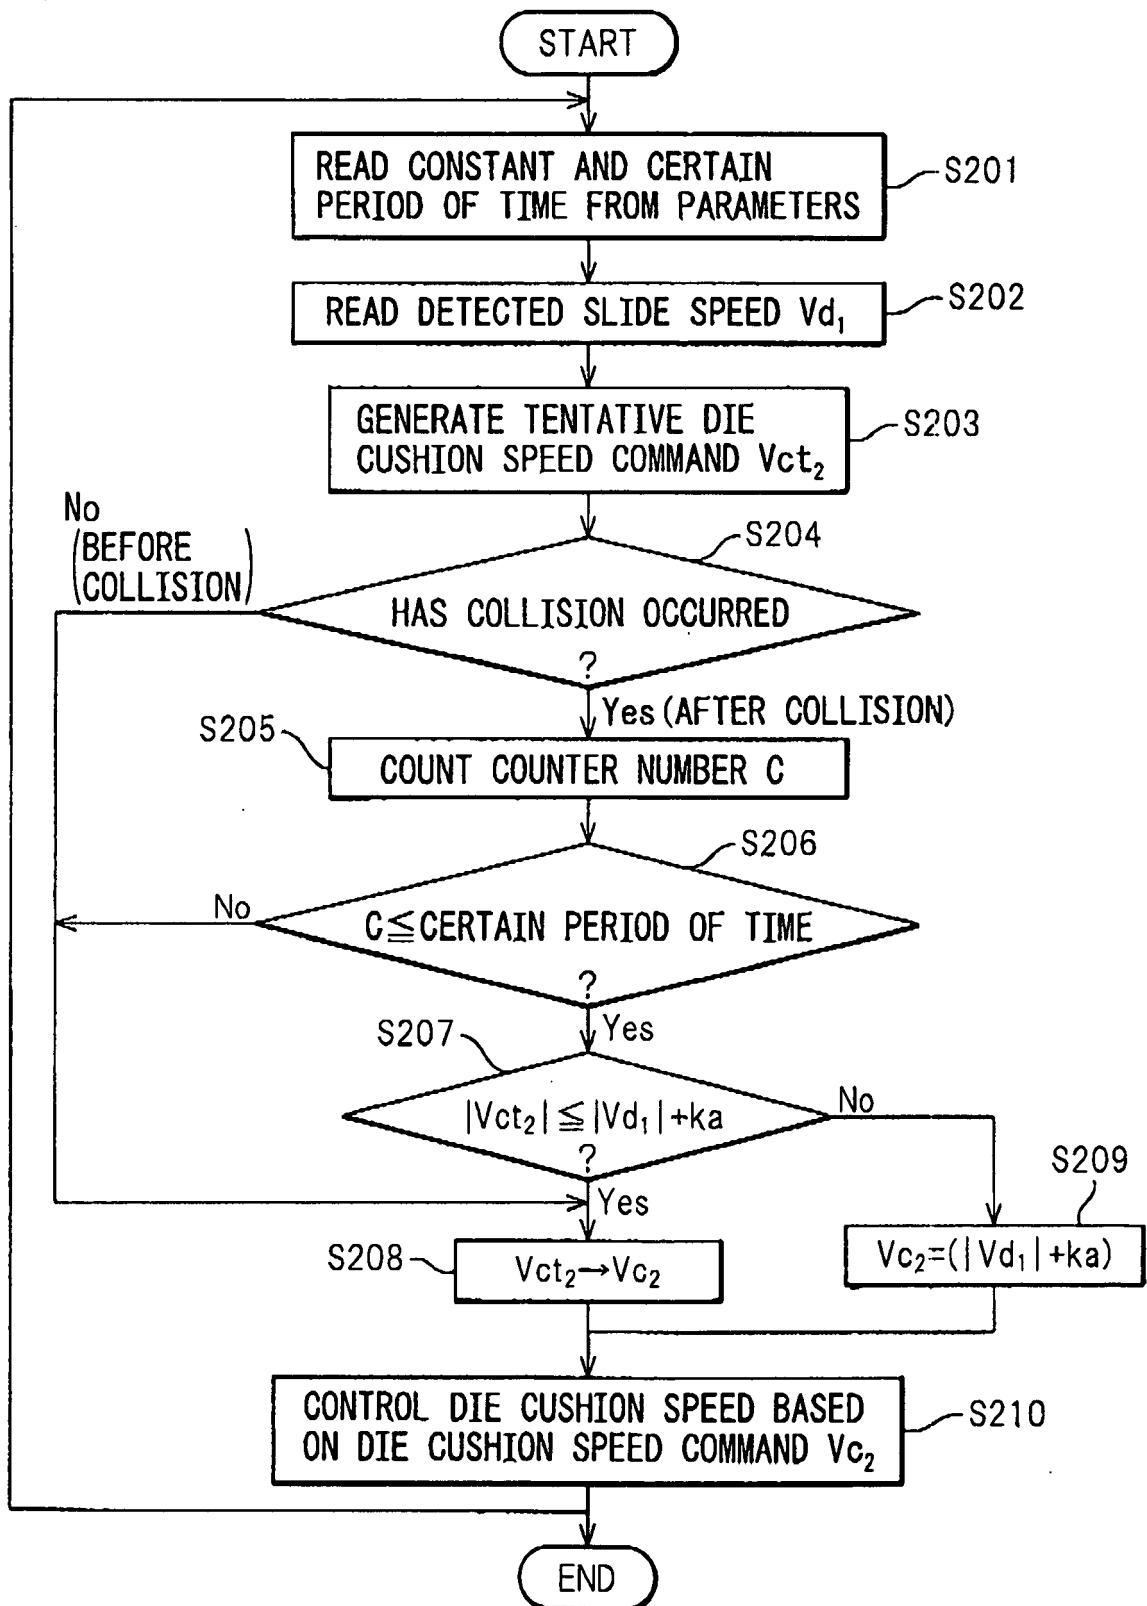 START
READ CONSTANT AND CERTAIN
PERIOD OF TIME FROM PARAMETERS
S201
READ DETECTED SLIDE SPEED Vd₁
S202
GENERATE TENTATIVE DIE
CUSHION SPEED COMMAND Vct₂
S203
No
(BEFORE
COLLISION)
S204
HAS COLLISION OCCURRED
?
Yes (AFTER COLLISION)
S205
COUNT COUNTER NUMBER C
S206
No
C≦CERTAIN PERIOD OF TIME
?
Yes
S207
|Vct₂|≦|Vd₁|+ka
?
No
Yes
S209
S208
Vct₂→Vc₂
Vc₂=(|Vd₁|+ka)
CONTROL DIE CUSHION SPEED BASED
ON DIE CUSHION SPEED COMMAND Vc₂
S210
END